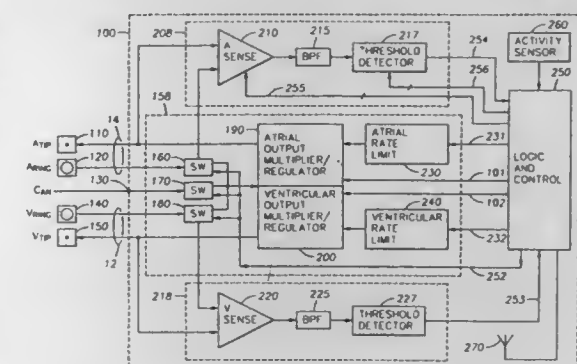 100
208
210
215
217
254
260
A
SENSE
BPF
THRESHOLD
DETECTOR
ACTIVITY
SENSOR
250
256
255
158
14
ATIP
110
190
ATRIAL
OUTPUT
MULTIPLIER/
REGULATOR
ATRIAL
RATE
LIMIT
231
ARING
120
160
SW
230
101
LOGIC
AND
CONTROL
CAN
130
170
SW
VENTRICULAR
OUTPUT
MULTIPLIER/
REGULATOR
102
240
VRING
140
180
SW
VENTRICULAR
RATE
LIMIT
VTIP
150
12
200
232
252
218
220
225
227
253
V
SENSE
BPF
THRESHOLD
DETECTOR
270